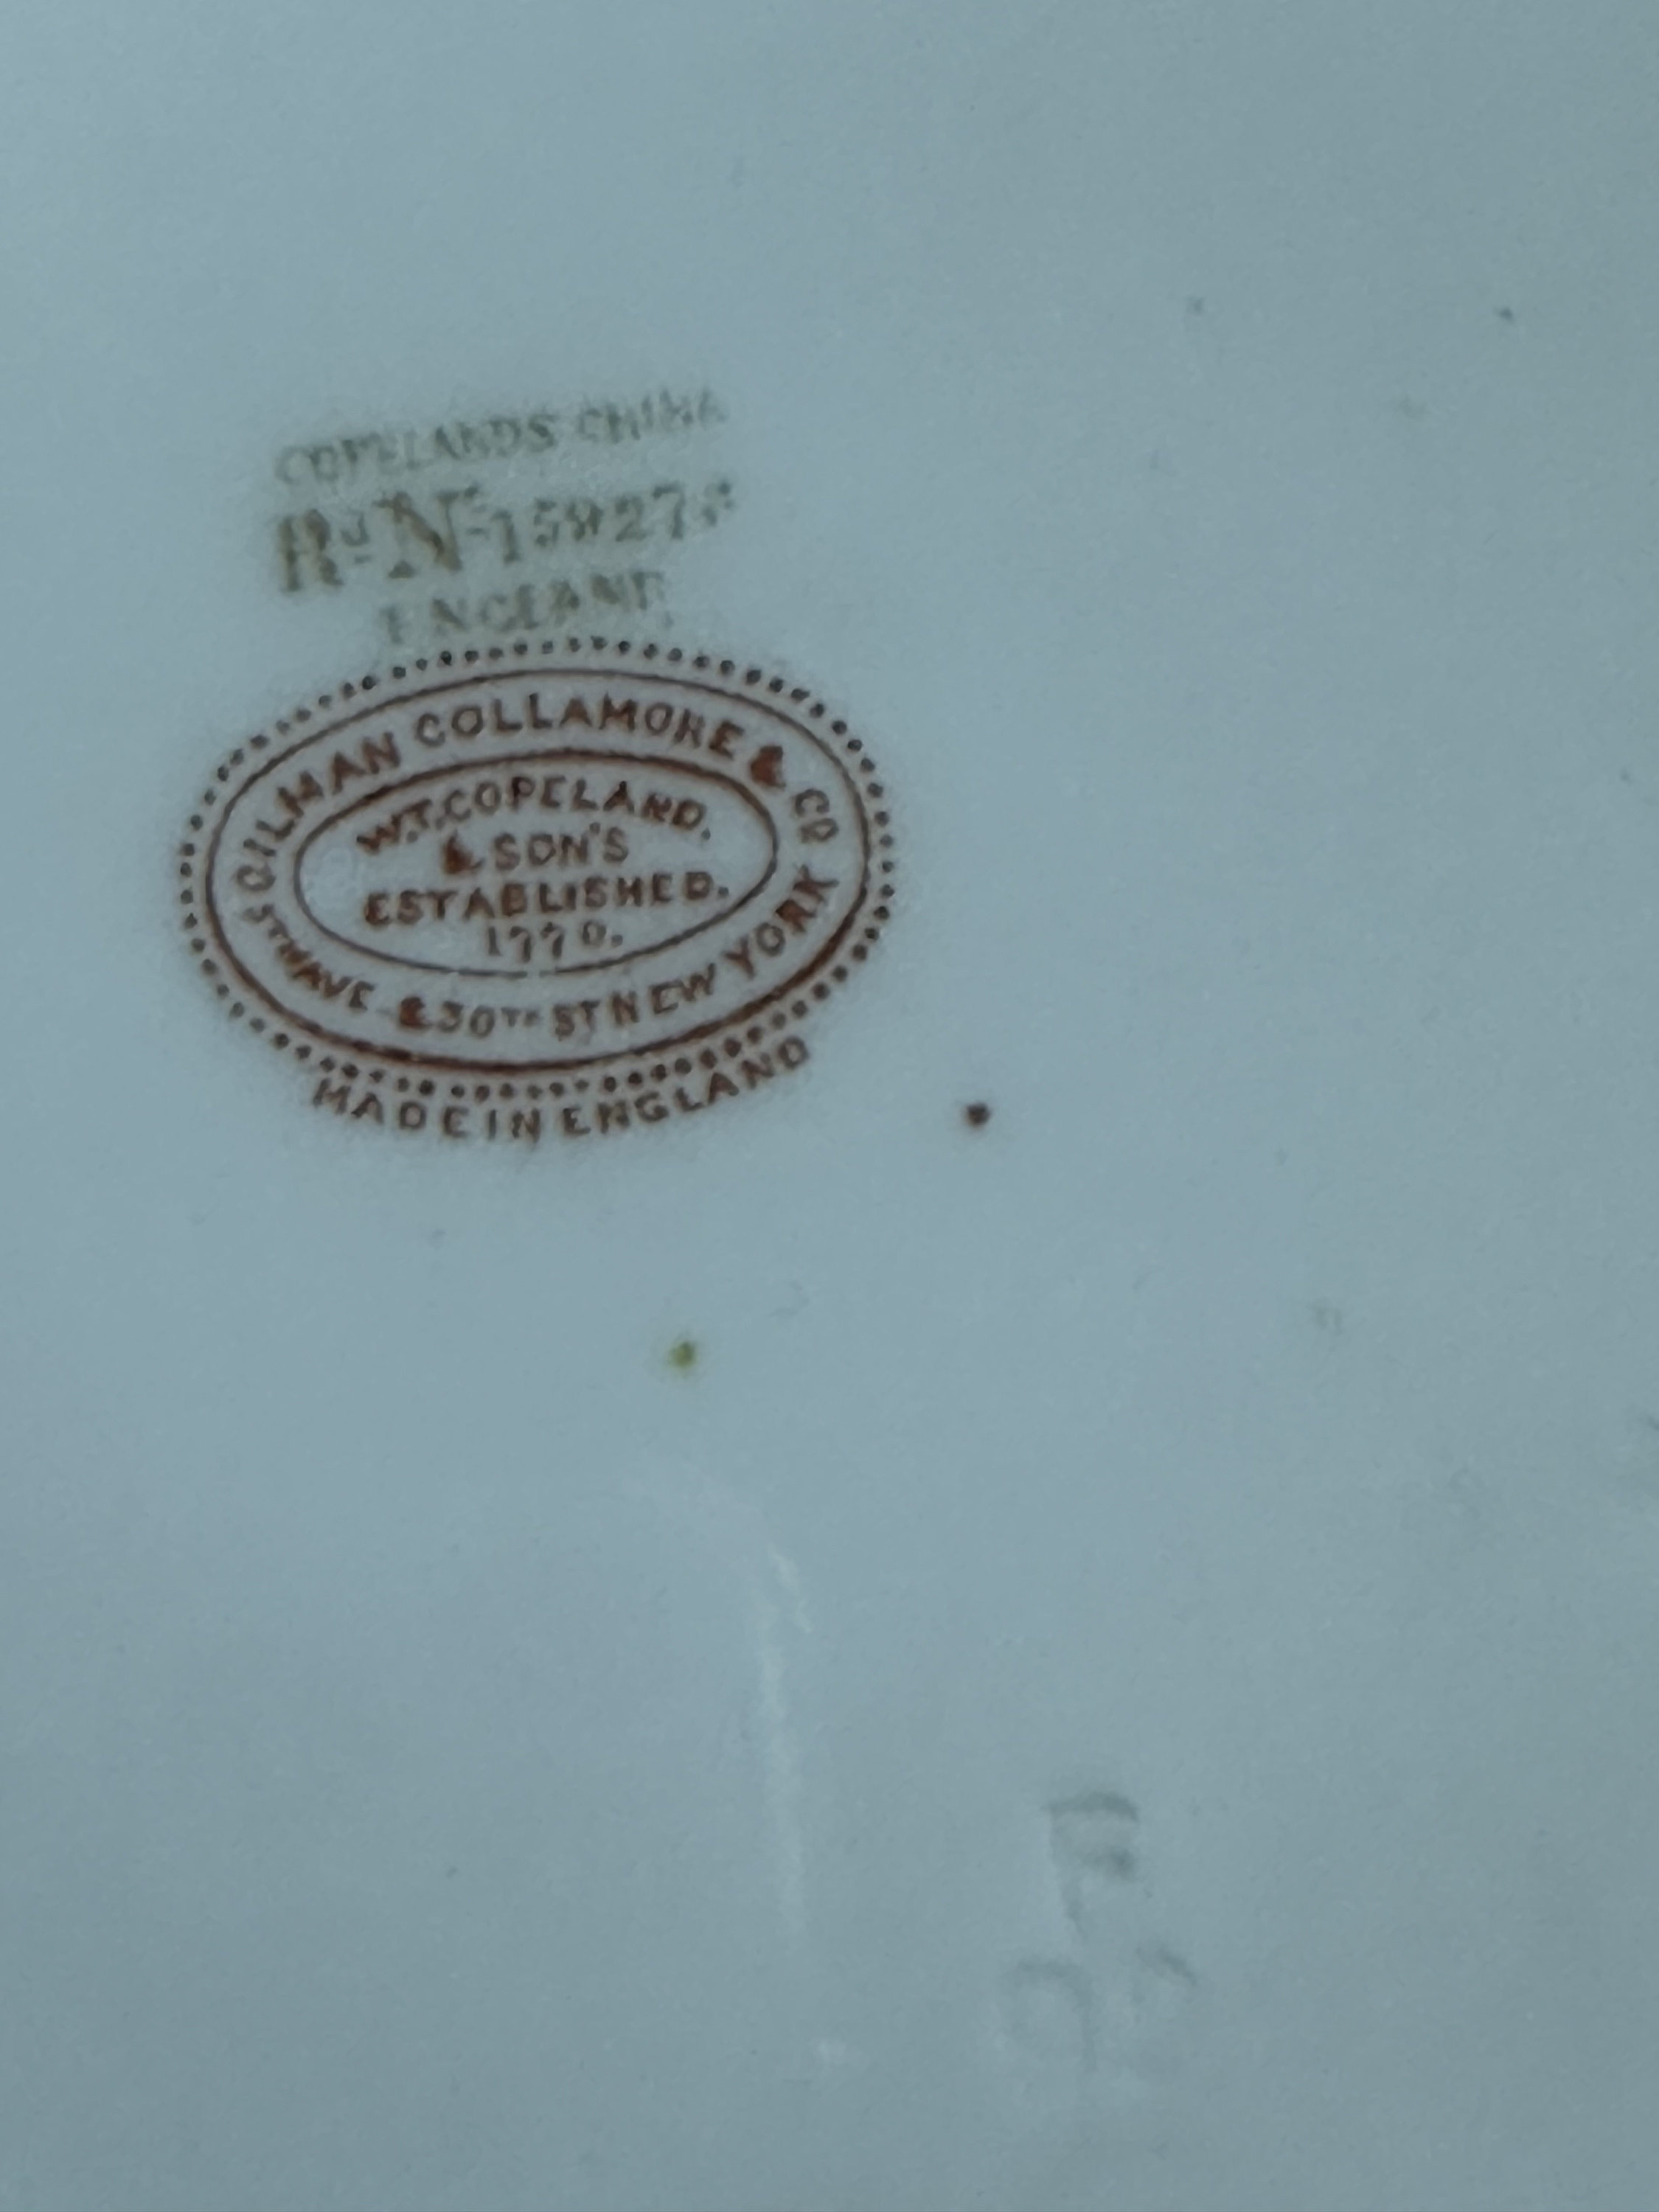 COPELANDS CHINA
Rd No
ENGLAND
GILMAN COLLAMORE & CO
W.T. COPELAND.
& SON'S
ESTABLISHED.
1770.
5TH AVE & 30TH ST NEW YORK
MADE IN ENGLAND